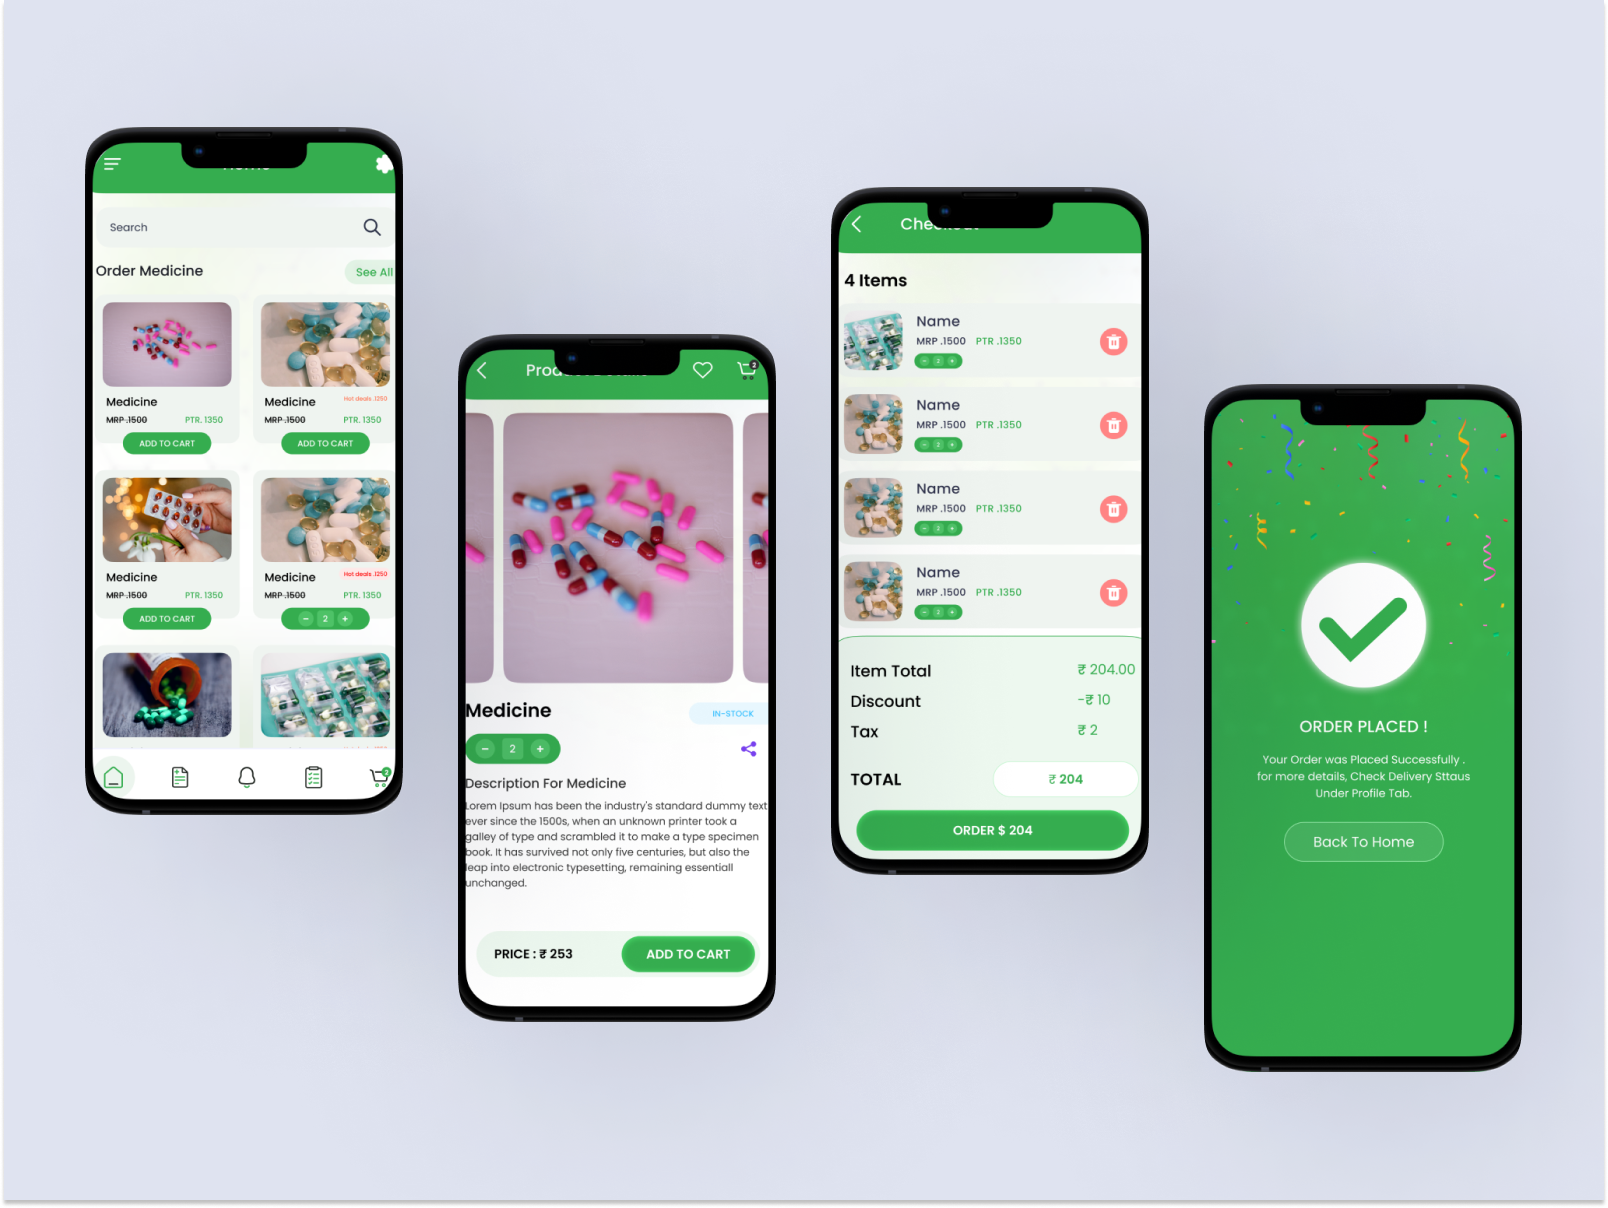 Search
Order Medicine
See All
Medicine
MRP .1500
PTR. 1350
ADD TO CART
Medicine
Hot deals .1250
MRP .1500
PTR. 1350
ADD TO CART
Medicine
MRP .1500
PTR. 1350
ADD TO CART
Medicine
Hot deals .1250
MRP .1500
PTR. 1350
− 2 +
2
2
Medicine
IN-STOCK
− 2 +
Description For Medicine
Lorem Ipsum has been the industry's standard dummy text
ever since the 1500s, when an unknown printer took a
galley of type and scrambled it to make a type specimen
book. It has survived not only five centuries, but also the
leap into electronic typesetting, remaining essentiall
unchanged.
PRICE : ₹ 253
ADD TO CART
4 Items
Name
MRP .1500 PTR .1350
− 2 +
Name
MRP .1500 PTR .1350
− 2 +
Name
MRP .1500 PTR .1350
− 2 +
Name
MRP .1500 PTR .1350
− 2 +
Item Total ₹ 204.00
Discount -₹ 10
Tax ₹ 2
TOTAL ₹ 204
ORDER $ 204
ORDER PLACED !
Your Order was Placed Successfully .
for more details, Check Delivery Sttaus
Under Profile Tab.
Back To Home